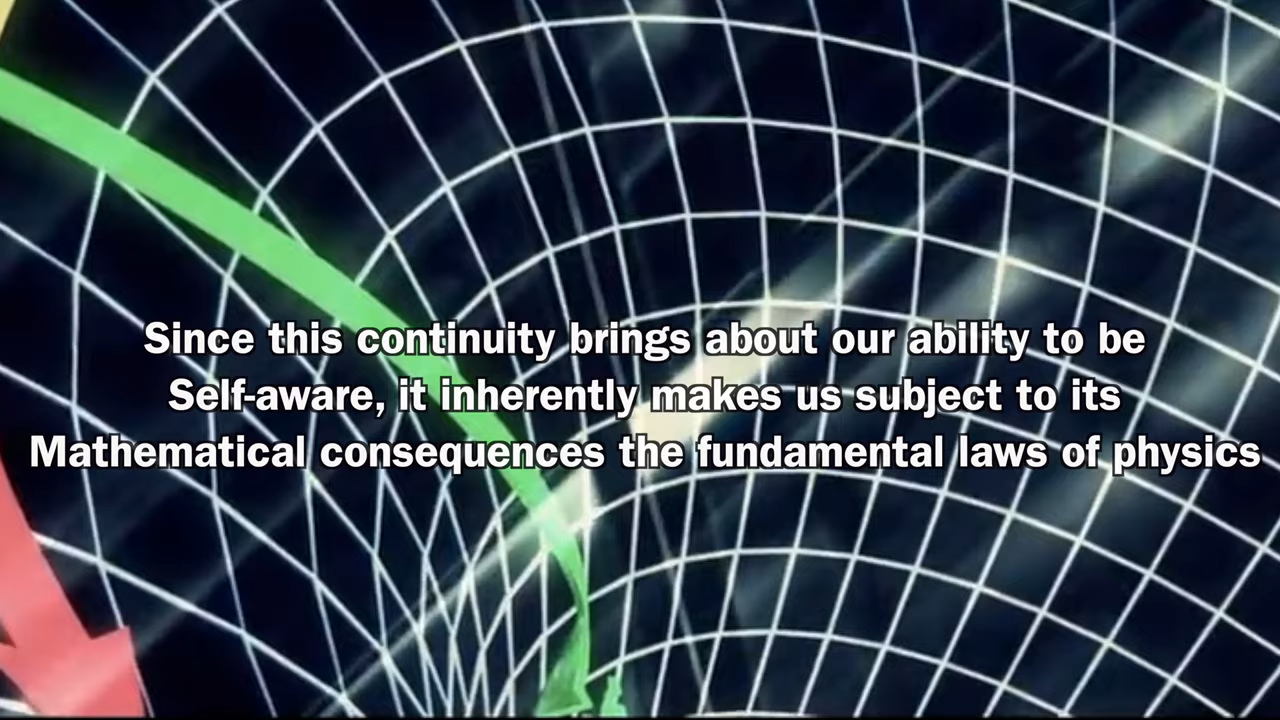 Since this continuity brings about our ability to be
Self-aware, it inherently makes us subject to its
Mathematical consequences the fundamental laws of physics